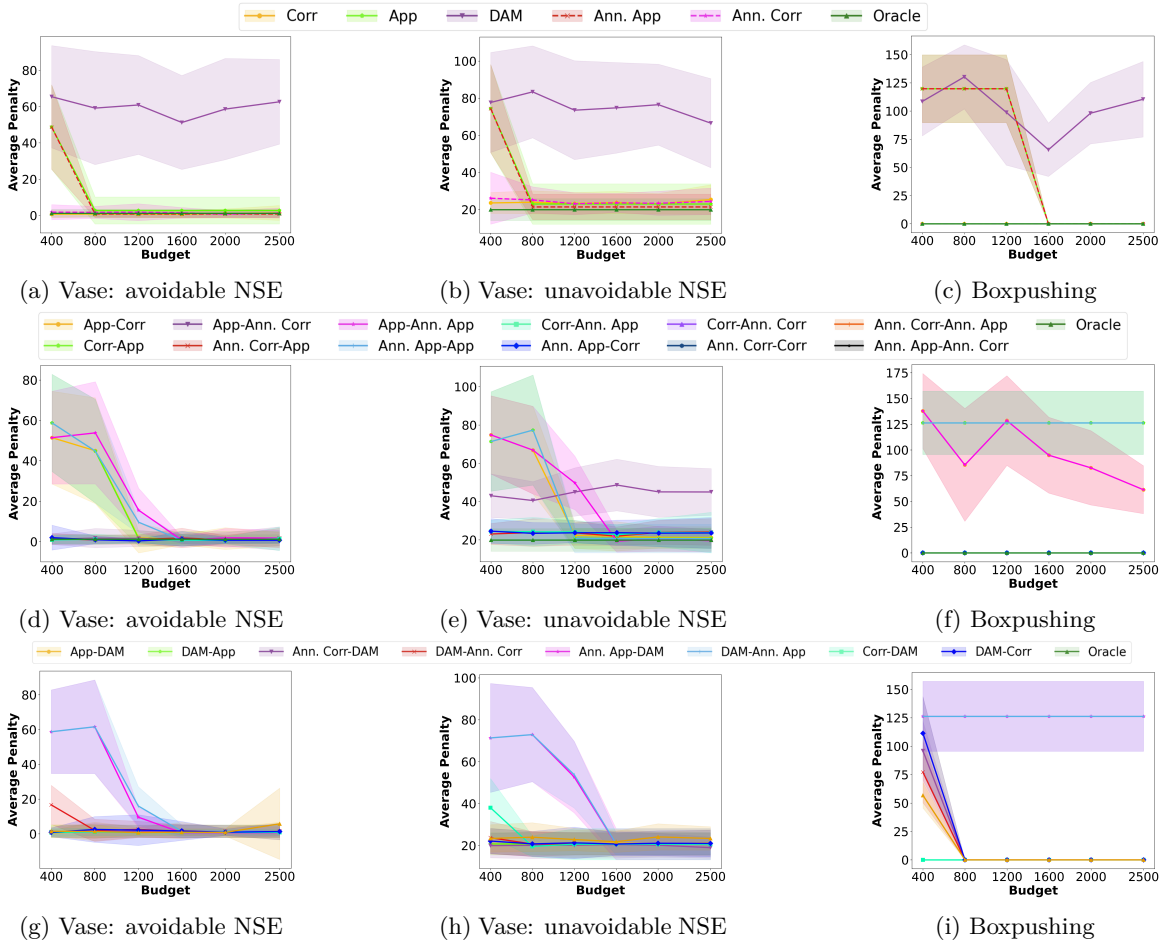 Corr App DAM Ann. App Ann. Corr Oracle
Average Penalty
80
60
40
20
0
400 800 1200 1600 2000 2500
Budget
Average Penalty
100
80
60
40
20
0
400 800 1200 1600 2000 2500
Budget
Average Penalty
150
125
100
75
50
25
0
400 800 1200 1600 2000 2500
Budget
(a) Vase: avoidable NSE
(b) Vase: unavoidable NSE
(c) Boxpushing
App-Corr App-Ann. Corr App-Ann. App Corr-Ann. App Corr-Ann. Corr Ann. Corr-Ann. App Oracle
Corr-App Ann. Corr-App Ann. App-App Ann. App-Corr Ann. Corr-Corr Ann. App-Ann. Corr
Average Penalty
80
60
40
20
0
400 800 1200 1600 2000 2500
Budget
Average Penalty
100
80
60
40
20
400 800 1200 1600 2000 2500
Budget
Average Penalty
175
150
125
100
75
50
25
0
400 800 1200 1600 2000 2500
Budget
(d) Vase: avoidable NSE
(e) Vase: unavoidable NSE
(f) Boxpushing
App-DAM DAM-App Ann. Corr-DAM DAM-Ann. Corr Ann. App-DAM DAM-Ann. App Corr-DAM DAM-Corr Oracle
Average Penalty
80
60
40
20
0
400 800 1200 1600 2000 2500
Budget
Average Penalty
100
80
60
40
20
400 800 1200 1600 2000 2500
Budget
Average Penalty
150
125
100
75
50
25
0
400 800 1200 1600 2000 2500
Budget
(g) Vase: avoidable NSE
(h) Vase: unavoidable NSE
(i) Boxpushing